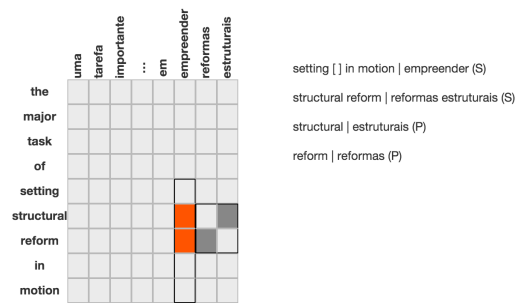 uma
tarefa
importante
...
em
empreender
reformas
estruturais
the
major
task
of
setting
structural
reform
in
motion
setting [ ] in motion | empreender (S)
structural reform | reformas estruturais (S)
structural | estruturais (P)
reform | reformas (P)